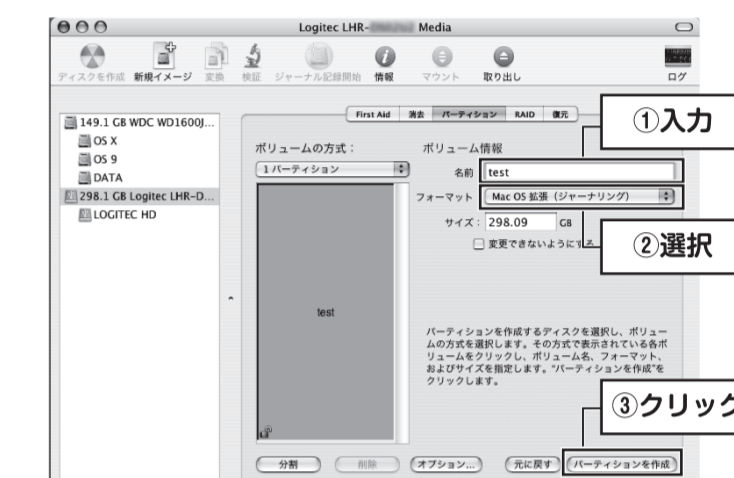 Logitec LHR- Media
ディスクを作成 新規イメージ 変換 検証 ジャーナル記録開始 情報 マウント 取り出し ログ
149.1 GB WDC WD1600J...
OS X
OS 9
DATA
298.1 GB Logitec LHR-D...
LOGITEC HD
First Aid 消去 パーティション RAID 復元
ボリュームの方式：
1 パーティション
test
ボリューム情報
名前 test
①入力
フォーマット Mac OS 拡張（ジャーナリング）
②選択
サイズ： 298.09 GB
変更できないようにする
パーティションを作成するディスクを選択し、ボリュー
ムの方式を選択します。その方式で表示されている各ボ
リュームをクリックし、ボリューム名、フォーマット、
およびサイズを指定します。"パーティションを作成"を
クリックします。
③クリック
分割 削除 オプション... 元に戻す パーティションを作成